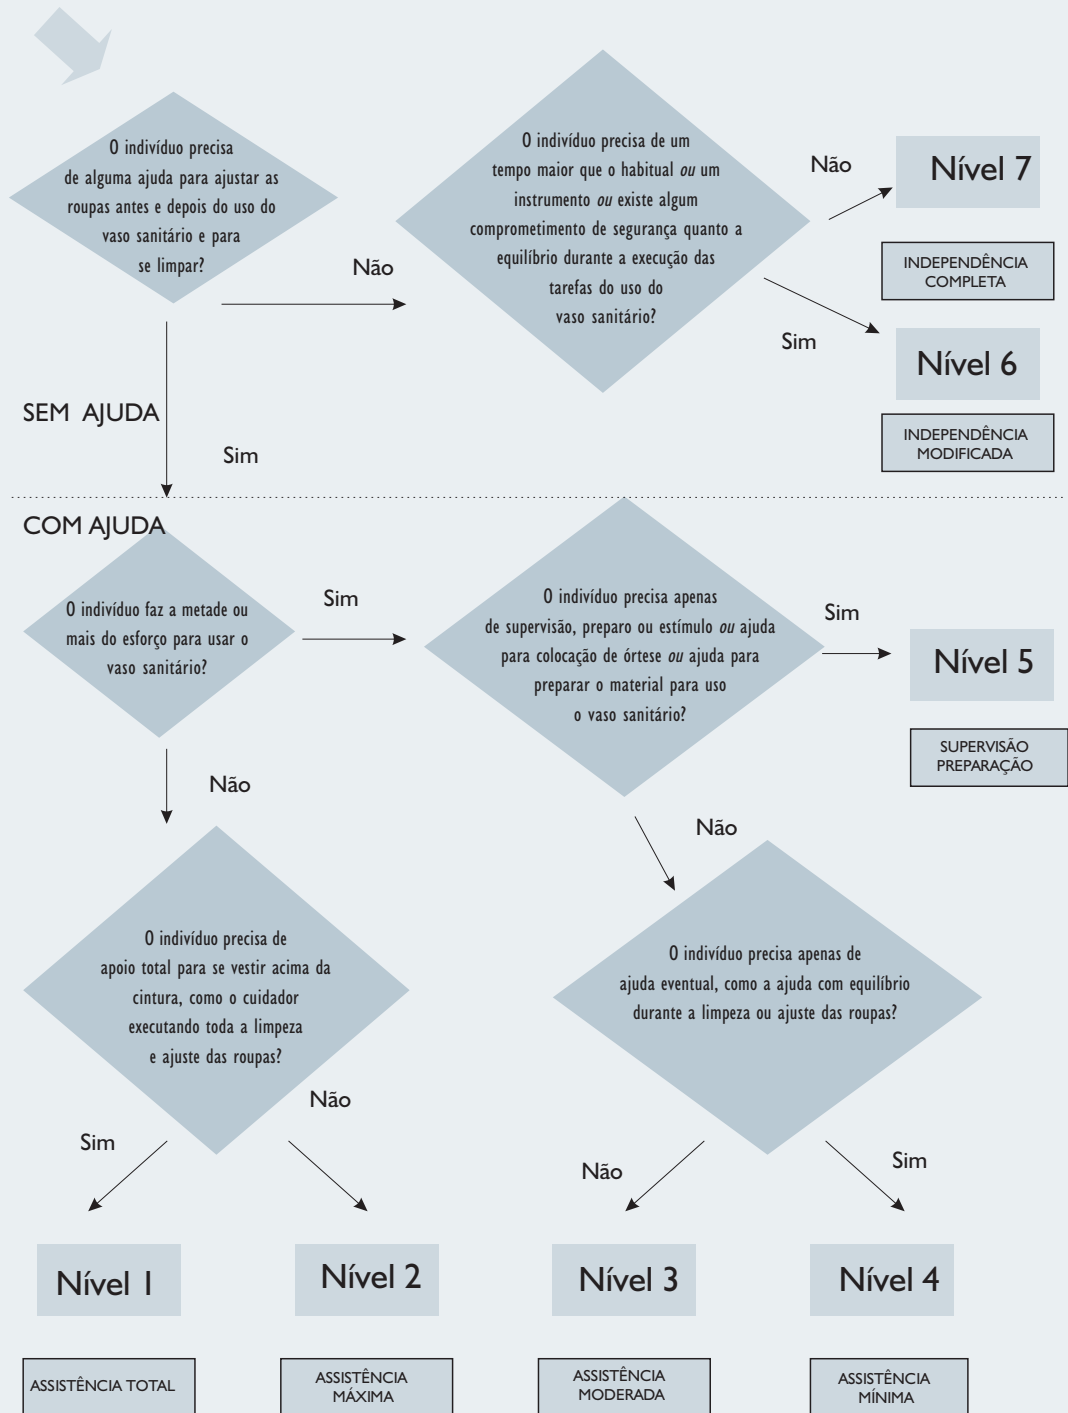 O indivíduo precisa
de alguma ajuda para ajustar as
roupas antes e depois do uso do
vaso sanitário e para
se limpar?
Não
O indivíduo precisa de um
tempo maior que o habitual ou um
instrumento ou existe algum
comprometimento de segurança quanto a
equilíbrio durante a execução das
tarefas do uso do
vaso sanitário?
Não
Nível 7
INDEPENDÊNCIA
COMPLETA
Sim
Nível 6
INDEPENDÊNCIA
MODIFICADA
SEM AJUDA
Sim
COM AJUDA
O indivíduo faz a metade ou
mais do esforço para usar o
vaso sanitário?
Sim
O indivíduo precisa apenas
de supervisão, preparo ou estímulo ou ajuda
para colocação de órtese ou ajuda para
preparar o material para uso
o vaso sanitário?
Sim
Nível 5
SUPERVISÃO
PREPARAÇÃO
Não
Não
O indivíduo precisa de
apoio total para se vestir acima da
cintura, como o cuidador
executando toda a limpeza
e ajuste das roupas?
O indivíduo precisa apenas de
ajuda eventual, como a ajuda com equilíbrio
durante a limpeza ou ajuste das roupas?
Sim
Não
Não
Sim
Nível 1
Nível 2
Nível 3
Nível 4
ASSISTÊNCIA TOTAL
ASSISTÊNCIA
MÁXIMA
ASSISTÊNCIA
MODERADA
ASSISTÊNCIA
MÍNIMA